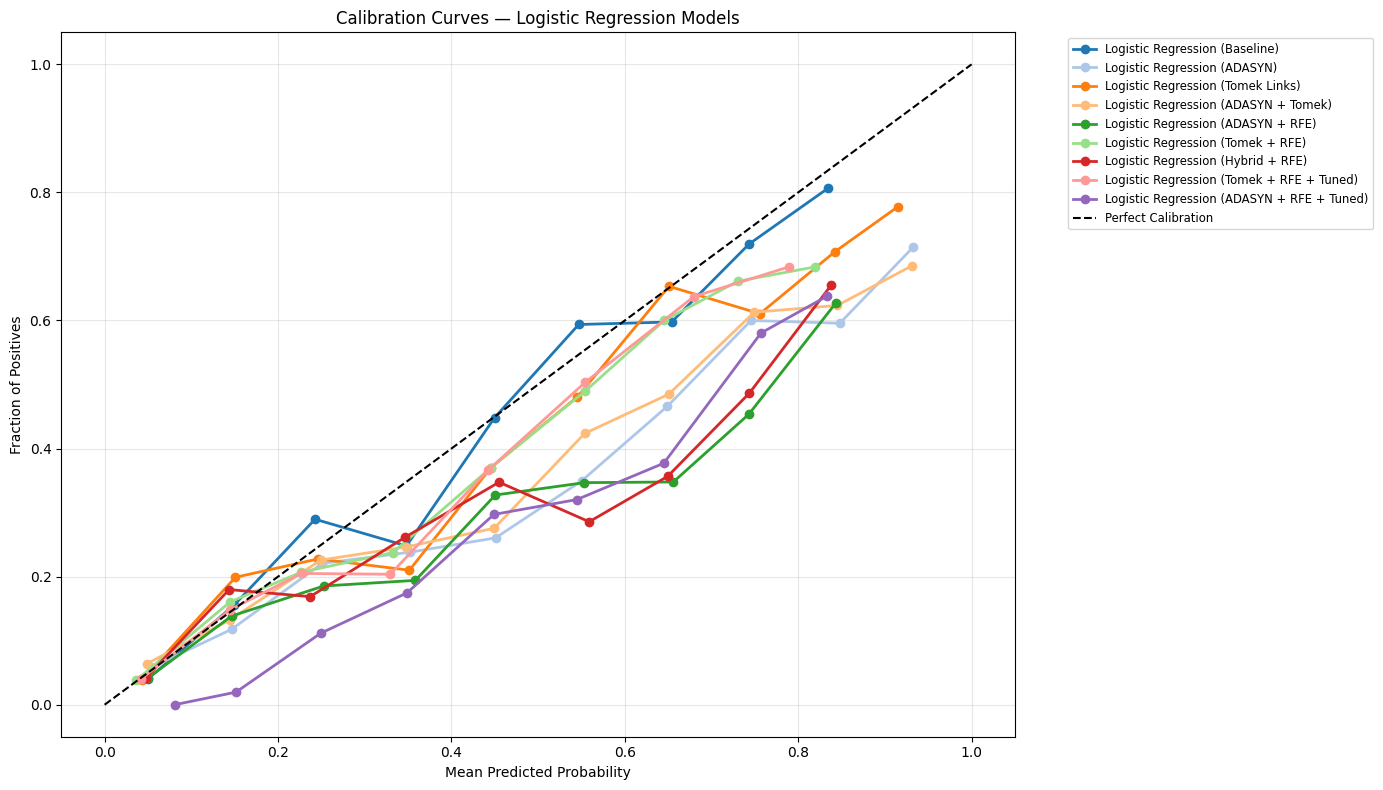 Calibration Curves — Logistic Regression Models
Logistic Regression (Baseline)
Logistic Regression (ADASYN)
Logistic Regression (Tomek Links)
Logistic Regression (ADASYN + Tomek)
Logistic Regression (ADASYN + RFE)
Logistic Regression (Tomek + RFE)
Logistic Regression (Hybrid + RFE)
Logistic Regression (Tomek + RFE + Tuned)
Logistic Regression (ADASYN + RFE + Tuned)
Perfect Calibration
Fraction of Positives
1.0
0.8
0.6
0.4
0.2
0.0
0.0 0.2 0.4 0.6 0.8 1.0
Mean Predicted Probability